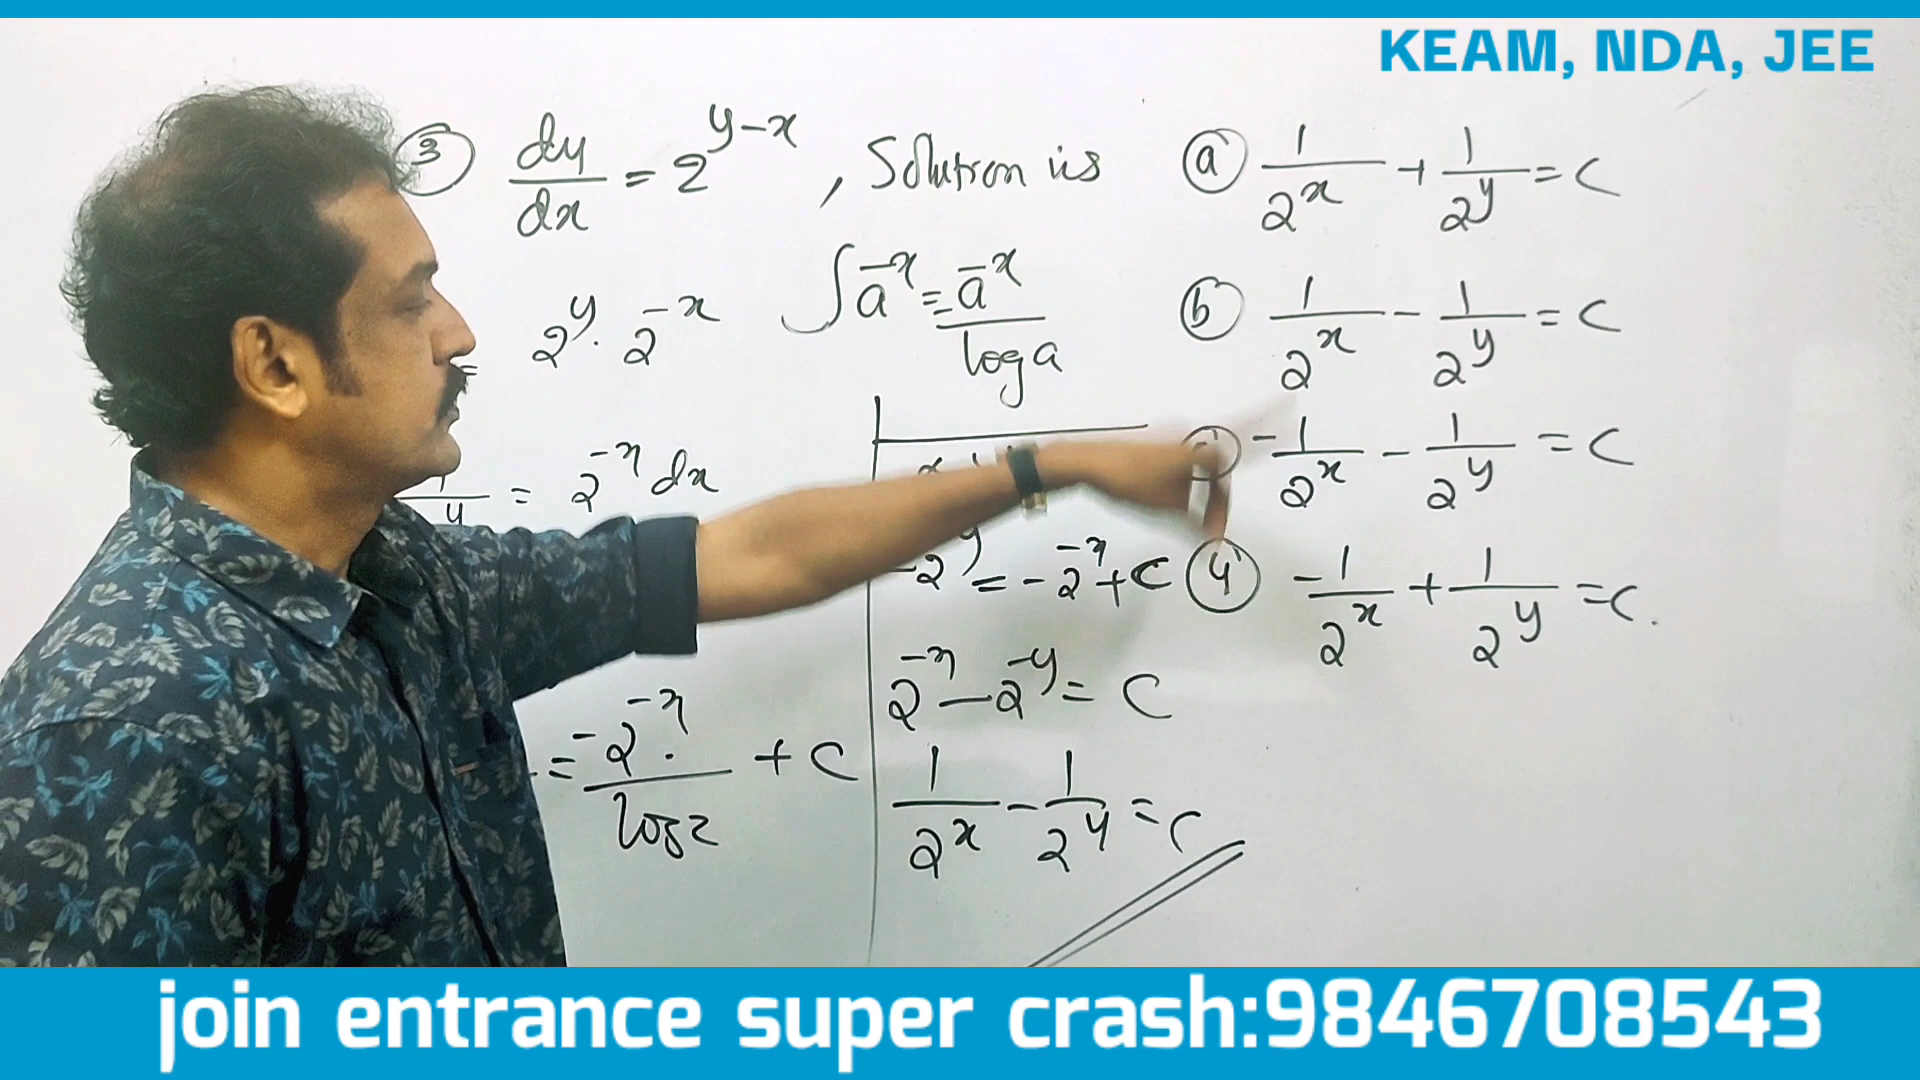 KEAM, NDA, JEE
③ dy/dx = 2^(y-x), Solution is
= 2^y · 2^-x
∫a^-x = -a^x/log a
= 2^-x dx
= -2^-x/log2 + C
-2^y = -2^-x + C
2^-x - 2^-y = C
1/2^x - 1/2^y = C
ⓐ 1/2^x + 1/2^y = C
ⓑ 1/2^x - 1/2^y = C
-1/2^x - 1/2^y = C
④ -1/2^x + 1/2^y = C.
join entrance super crash:9846708543